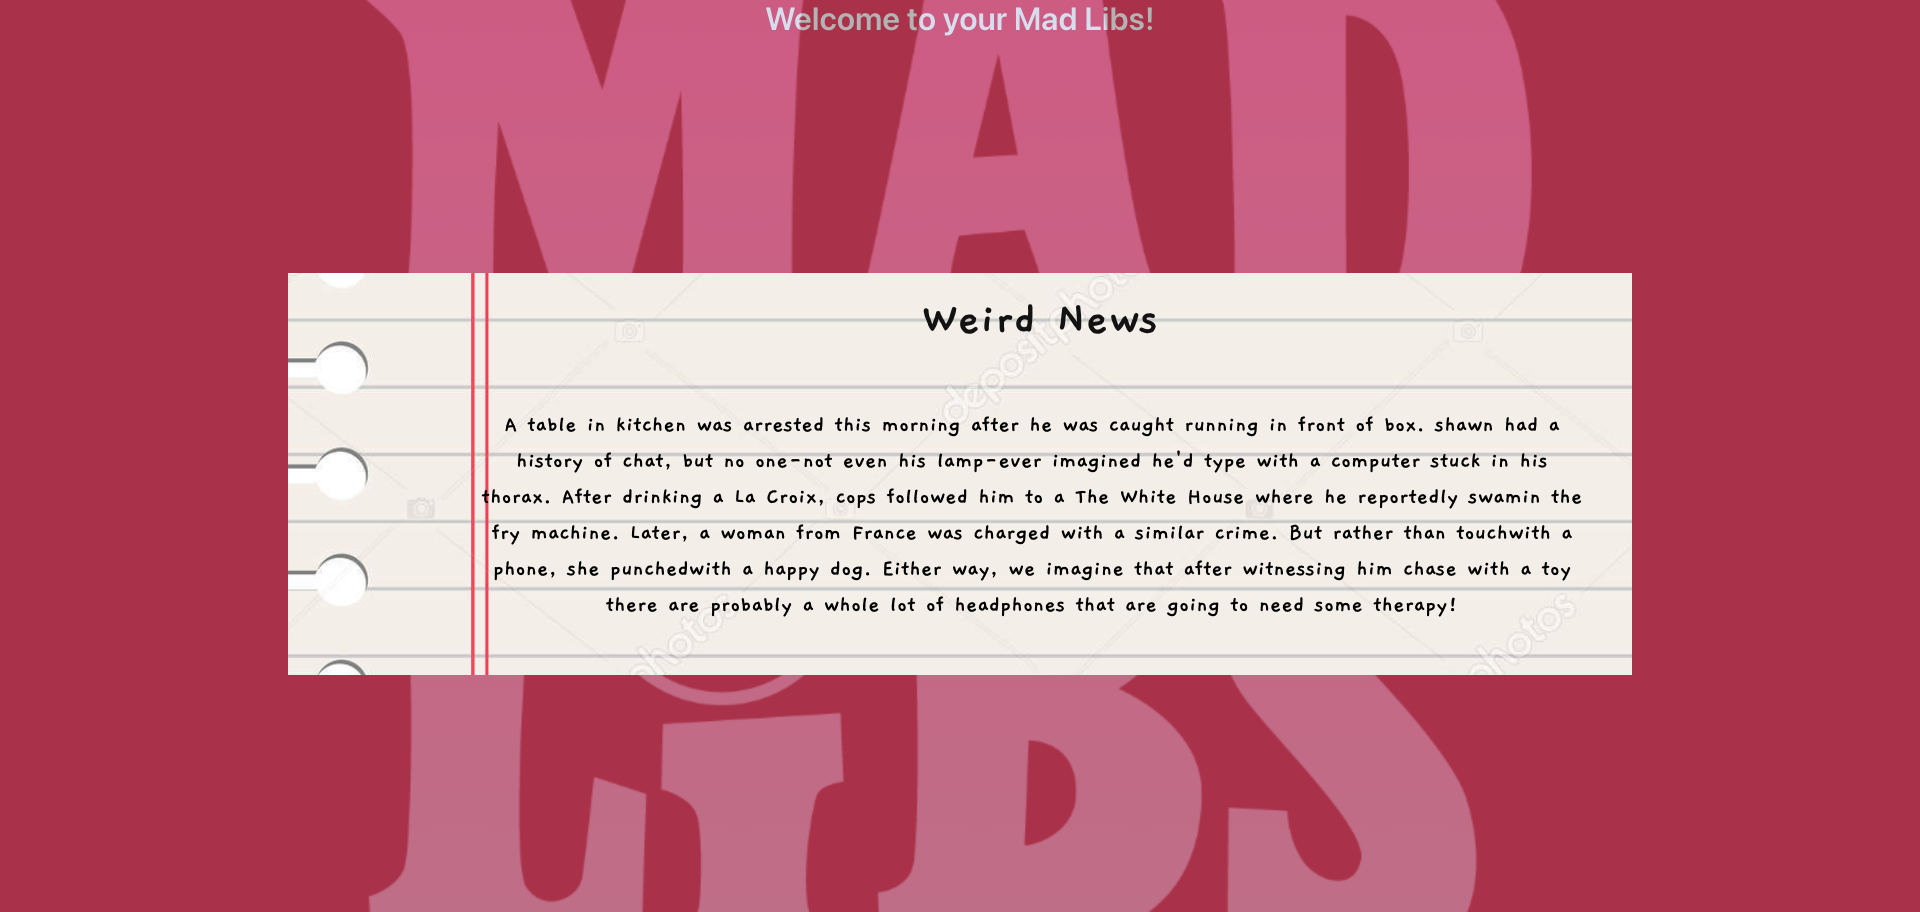 Welcome to your Mad Libs!
MAD
LIBS
Weird News
depositphotos
A table in kitchen was arrested this morning after he was caught running in front of box. shawn had a
history of chat, but no one-not even his lamp-ever imagined he'd type with a computer stuck in his
thorax. After drinking a La Croix, cops followed him to a The White House where he reportedly swamin the
fry machine. Later, a woman from France was charged with a similar crime. But rather than touchwith a
phone, she punchedwith a happy dog. Either way, we imagine that after witnessing him chase with a toy
there are probably a whole lot of headphones that are going to need some therapy!
photos
photos